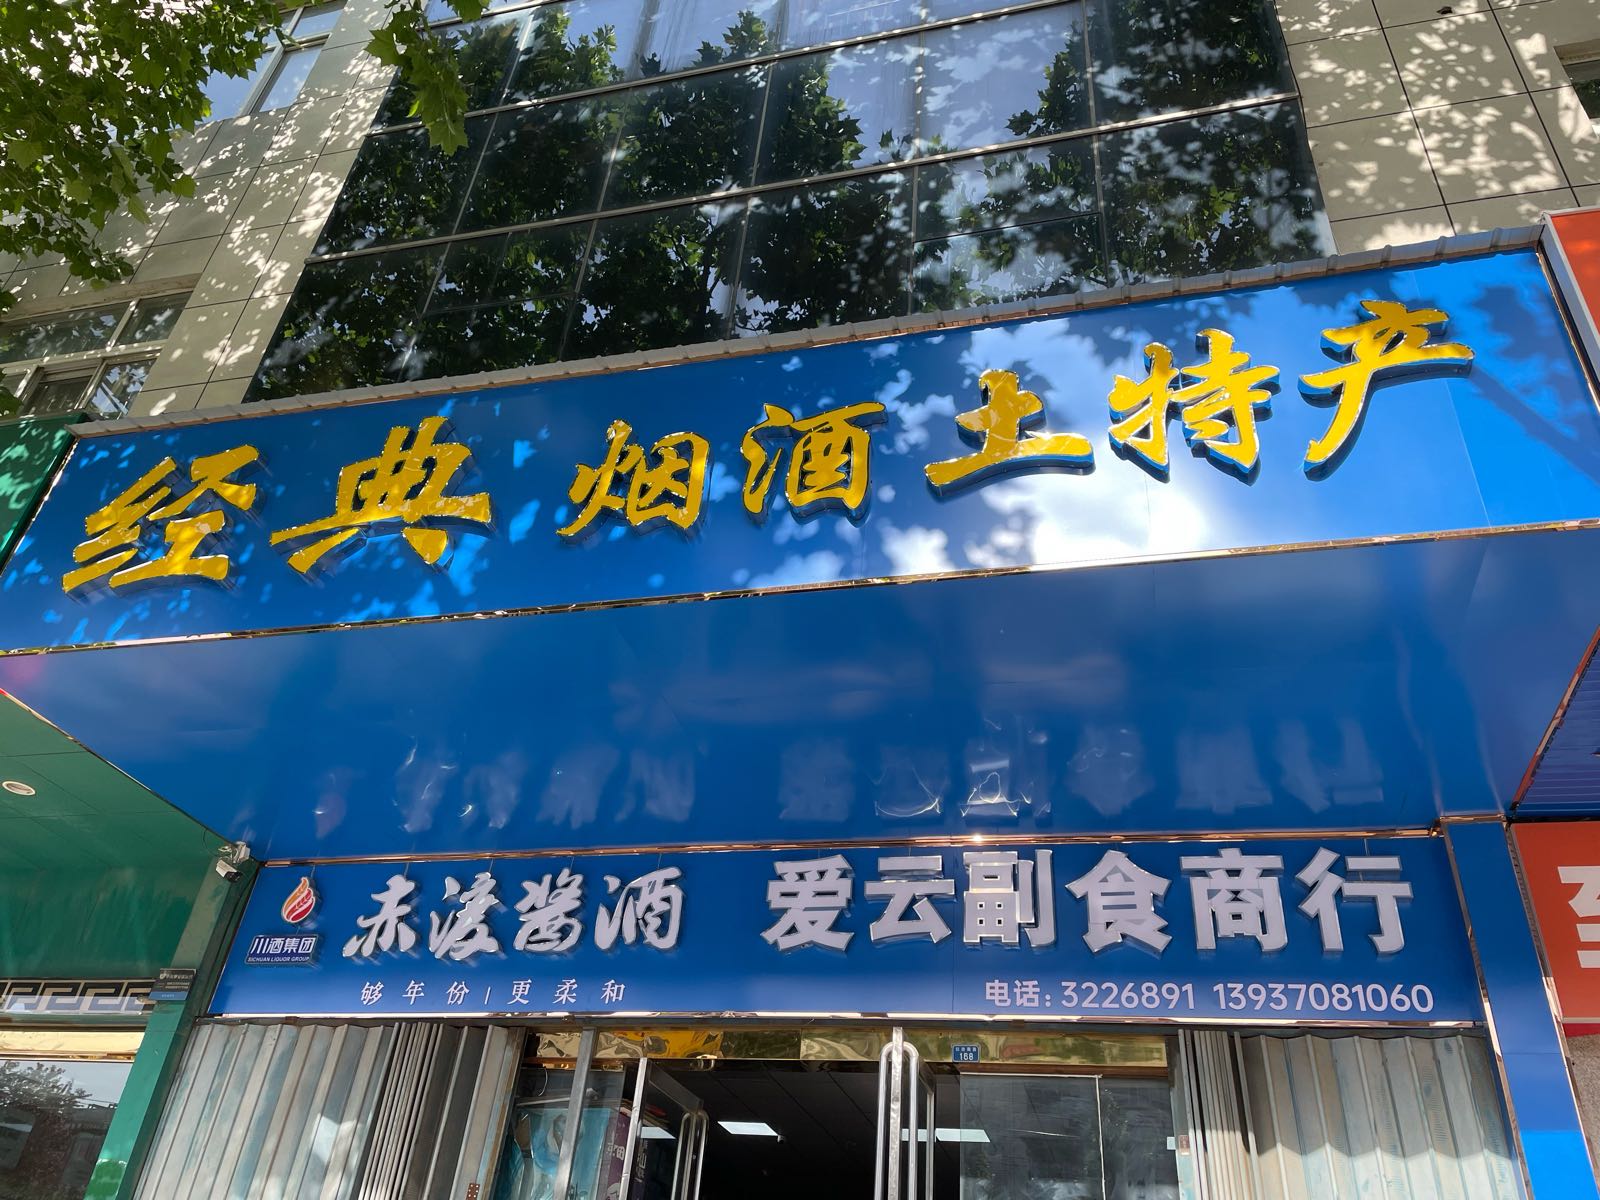 经典 烟酒土特产
川酒集团
SICHUAN LIQUOR GROUP
赤渡酱酒
够年份|更柔和
爱云副食商行
电话:3226891 13937081060
168